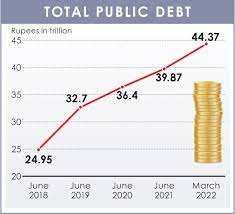 TOTAL PUBLIC DEBT
Rupees in trillion
45
44.37
40
39.87
36.4
35
32.7
30
25
24.95
20
June June June June March
2018 2019 2020 2021 2022